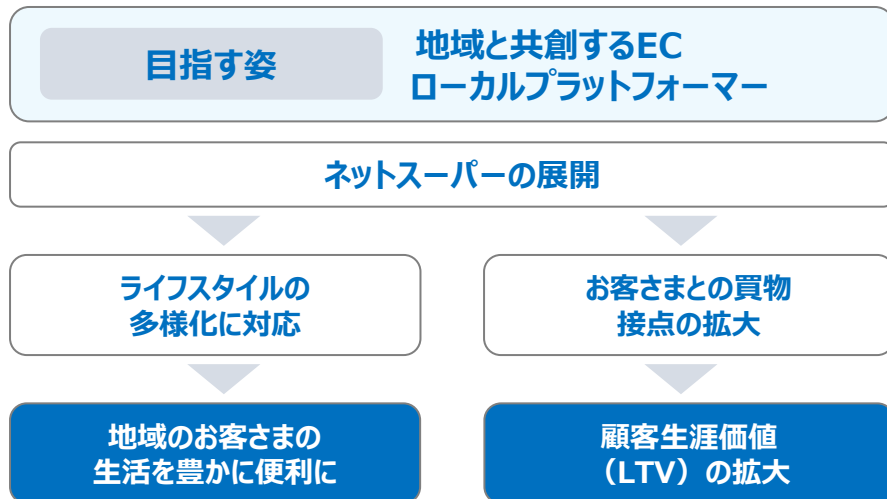 目指す姿
地域と共創するEC
ローカルプラットフォーマー
ネットスーパーの展開
ライフスタイルの
多様化に対応
お客さまとの買物
接点の拡大
地域のお客さまの
生活を豊かに便利に
顧客生涯価値
（LTV）の拡大